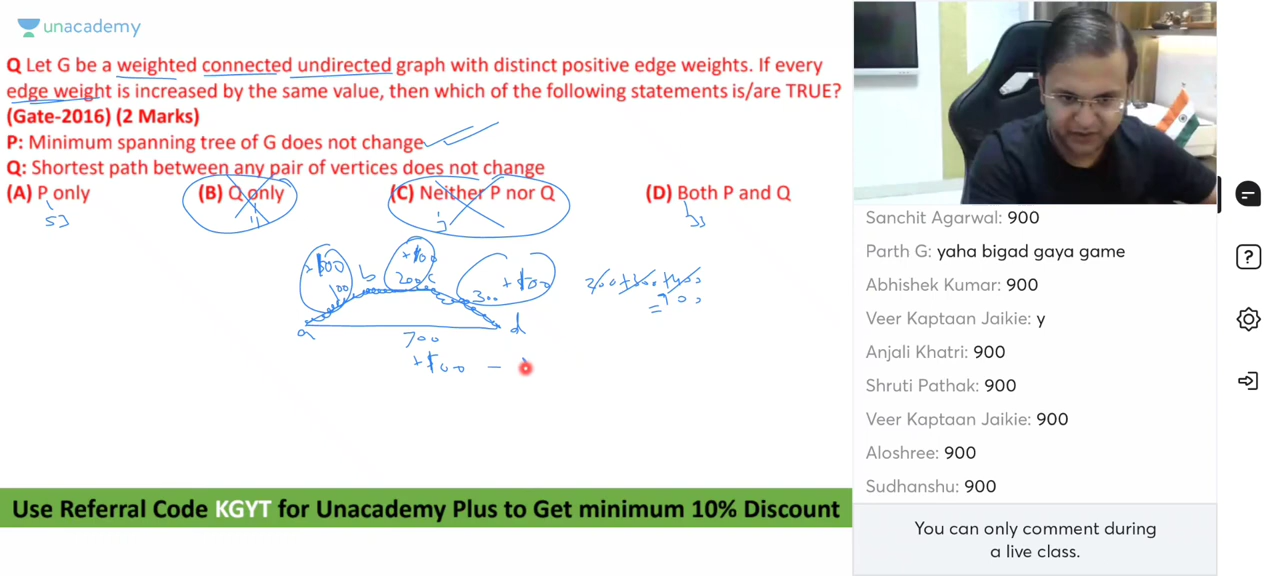 unacademy
Q Let G be a weighted connected undirected graph with distinct positive edge weights. If every
edge weight is increased by the same value, then which of the following statements is/are TRUE?
(Gate-2016) (2 Marks)
P: Minimum spanning tree of G does not change
Q: Shortest path between any pair of vertices does not change
(A) P only (B) Q only (C) Neither P nor Q (D) Both P and Q
53
b
100
200
c
300
a
d
700
= 900
Use Referral Code KGYT for Unacademy Plus to Get minimum 10% Discount
Sanchit Agarwal: 900
Parth G: yaha bigad gaya game
Abhishek Kumar: 900
Veer Kaptaan Jaikie: y
Anjali Khatri: 900
Shruti Pathak: 900
Veer Kaptaan Jaikie: 900
Aloshree: 900
Sudhanshu: 900
You can only comment during
a live class.